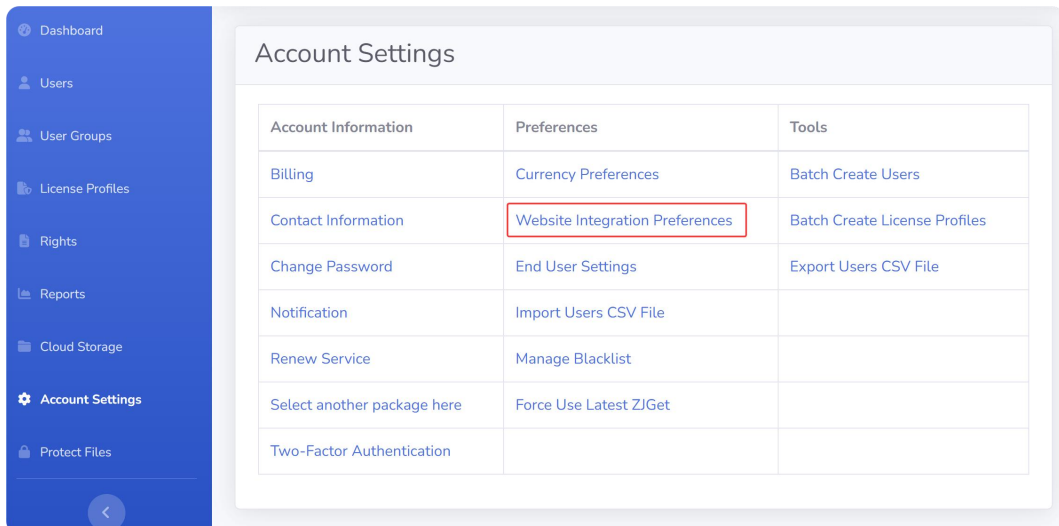 Dashboard
Users
User Groups
License Profiles
Rights
Reports
Cloud Storage
Account Settings
Protect Files
Account Settings
Account Information Preferences Tools
Billing Currency Preferences Batch Create Users
Contact Information Website Integration Preferences Batch Create License Profiles
Change Password End User Settings Export Users CSV File
Notification Import Users CSV File
Renew Service Manage Blacklist
Select another package here Force Use Latest ZJGet
Two-Factor Authentication